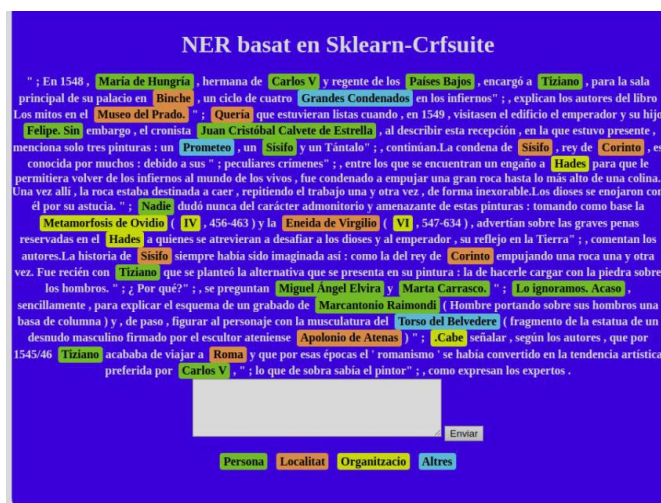 NER basat en Sklearn-Crfsuite
" ; En 1548 , María de Hungría , hermana de Carlos V y regente de los Países Bajos , encargó a Tiziano , para la sala
principal de su palacio en Binche , un ciclo de cuatro Grandes Condenados en los infiernos" ; , explican los autores del libro
Los mitos en el Museo del Prado. " ; Quería que estuvieran listas cuando , en 1549 , visitasen el edificio el emperador y su hijo
Felipe. Sin embargo , el cronista Juan Cristóbal Calvete de Estrella , al describir esta recepción , en la que estuvo presente ,
menciona solo tres pinturas : un Prometeo , un Sísifo y un Tántalo" ; , continúan.La condena de Sísifo , rey de Corinto , es
conocida por muchos : debido a sus " ; peculiares crímenes" ; , entre los que se encuentran un engaño a Hades para que le
permitiera volver de los infiernos al mundo de los vivos , fue condenado a empujar una gran roca hasta lo más alto de una colina.
Una vez allí , la roca estaba destinada a caer , repitiendo el trabajo una y otra vez , de forma inexorable.Los dioses se enojaron con
él por su astucia. " ; Nadie dudó nunca del carácter admonitorio y amenazante de estas pinturas : tomando como base la
Metamorfosis de Ovidio ( IV , 456-463 ) y la Eneida de Virgilio ( VI , 547-634 ) , advertían sobre las graves penas
reservadas en el Hades a quienes se atrevieran a desafiar a los dioses y al emperador , su reflejo en la Tierra" ; , comentan los
autores.La historia de Sísifo siempre había sido imaginada así : como la del rey de Corinto empujando una roca una y otra
vez. Fue recién con Tiziano que se planteó la alternativa que se presenta en su pintura : la de hacerle cargar con la piedra sobre
los hombros. " ; ¿ Por qué?" ; , se preguntan Miguel Ángel Elvira y Marta Carrasco. " ; Lo ignoramos. Acaso ,
sencillamente , para explicar el esquema de un grabado de Marcantonio Raimondi ( Hombre portando sobre sus hombros una
basa de columna ) y , de paso , figurar al personaje con la musculatura del Torso del Belvedere ( fragmento de la estatua de un
desnudo masculino firmado por el escultor ateniense Apolonio de Atenas ) " ; .Cabe señalar , según los autores , que por
1545/46 Tiziano acababa de viajar a Roma y que por esas épocas el ' romanismo ' se había convertido en la tendencia artística
preferida por Carlos V , " ; lo que de sobra sabía el pintor" ; , como expresan los expertos .
Enviar
Persona Localitat Organitzacio Altres